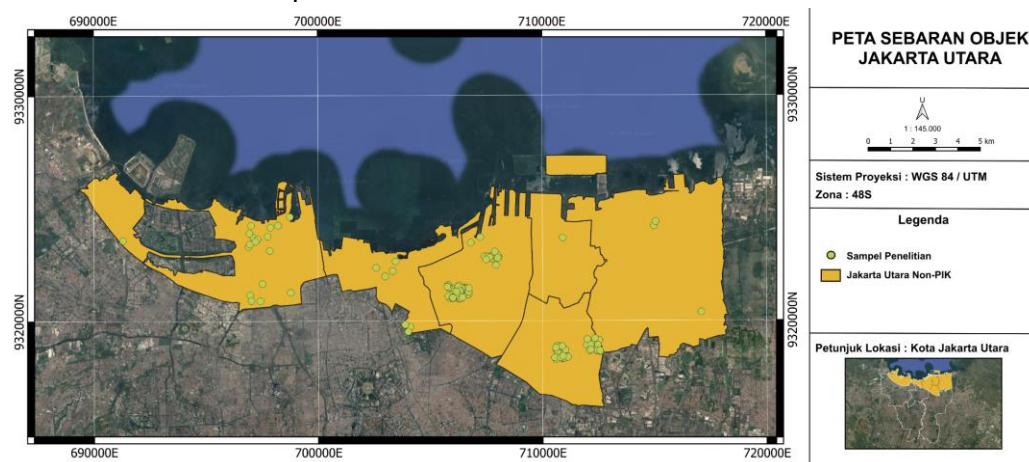 690000E 700000E 710000E 720000E
9330000N 9330000N
9320000N 9320000N
690000E 700000E 710000E 720000E
PETA SEBARAN OBJEK
JAKARTA UTARA
U
1 : 145.000
0 1 2 3 4 5 km
Sistem Proyeksi : WGS 84 / UTM
Zona : 48S
Legenda
Sampel Penelitian
Jakarta Utara Non-PIK
Petunjuk Lokasi : Kota Jakarta Utara